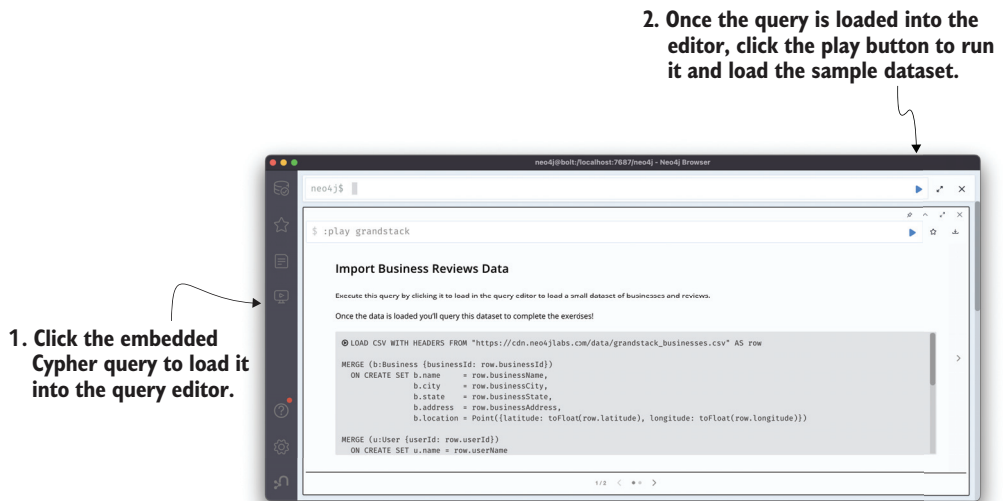 2. Once the query is loaded into the
editor, click the play button to run
it and load the sample dataset.
neo4j@bolt:/localhost:7687/neo4j - Neo4j Browser
neo4j$
$ :play grandstack
Import Business Reviews Data
Execute this query by clicking it to load in the query editor to load a small dataset of businesses and reviews.
Once the data is loaded you'll query this dataset to complete the exercises!
LOAD CSV WITH HEADERS FROM "https://cdn.neo4jlabs.com/data/grandstack_businesses.csv" AS row
MERGE (b:Business {businessId: row.businessId})
ON CREATE SET b.name = row.businessName,
b.city = row.businessCity,
b.state = row.businessState,
b.address = row.businessAddress,
b.location = Point({latitude: toFloat(row.latitude), longitude: toFloat(row.longitude)})
MERGE (u:User {userId: row.userId})
ON CREATE SET u.name = row.userName
1/2
1. Click the embedded
Cypher query to load it
into the query editor.